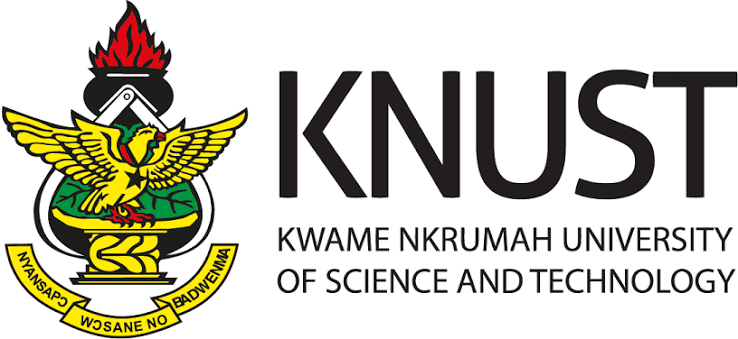 KNUST
KWAME NKRUMAH UNIVERSITY
OF SCIENCE AND TECHNOLOGY
NYANSAPƆ WƆSANE NO BADWENMA